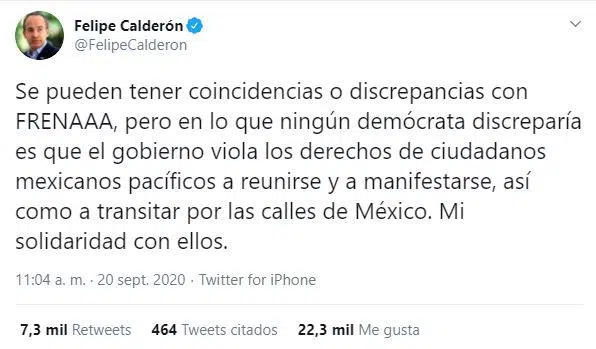 Felipe Calderón
@FelipeCalderon
Se pueden tener coincidencias o discrepancias con
FRENAAA, pero en lo que ningún demócrata discreparía
es que el gobierno viola los derechos de ciudadanos
mexicanos pacíficos a reunirse y a manifestarse, así
como a transitar por las calles de México. Mi
solidaridad con ellos.
11:04 a. m. · 20 sept. 2020 · Twitter for iPhone
7,3 mil Retweets 464 Tweets citados 22,3 mil Me gusta